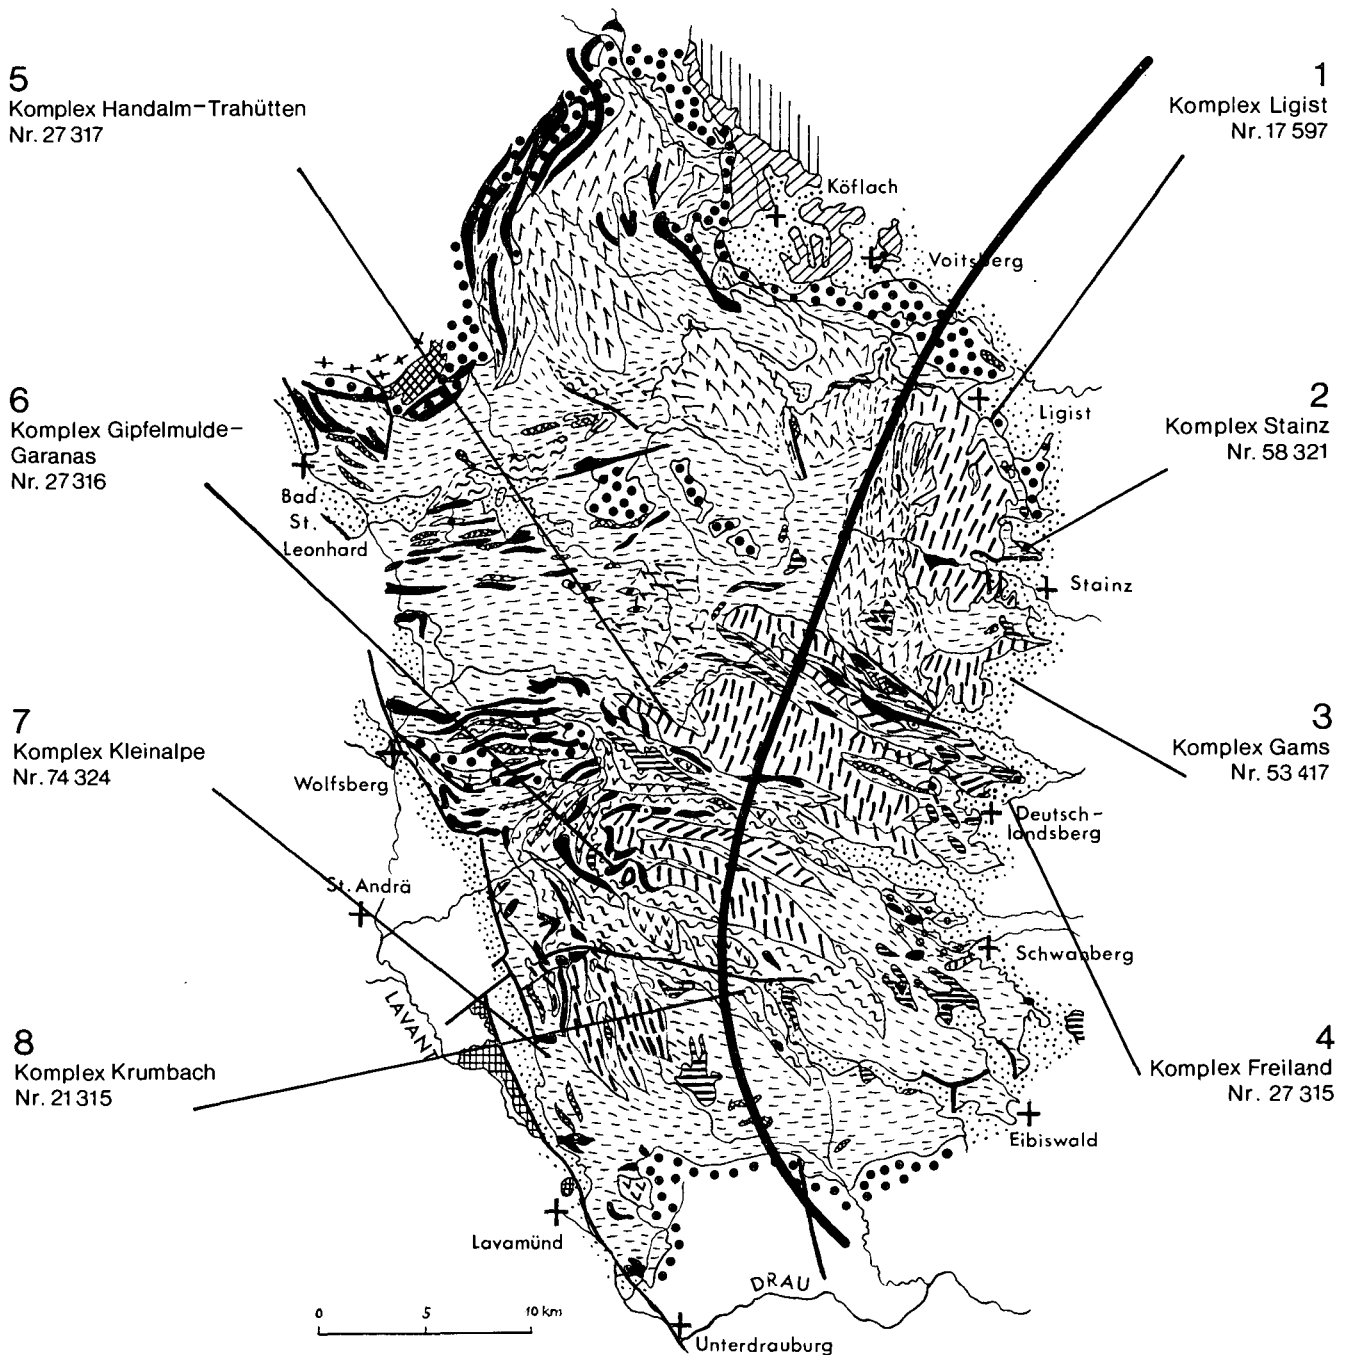 5
Komplex Handalm-Trahütten
Nr. 27 317
1
Komplex Ligist
Nr. 17 597
Köflach
Voitsberg
6
Komplex Gipfelmulde-
Garanas
Nr. 27 316
2
Komplex Stainz
Nr. 58 321
Ligist
Bad
St.
Leonhard
Stainz
7
Komplex Kleinalpe
Nr. 74 324
3
Komplex Gams
Nr. 53 417
Wolfsberg
Deutsch-
landsberg
St. Andrä
Schwanberg
LAVANT
8
Komplex Krumbach
Nr. 21 315
4
Komplex Freiland
Nr. 27 315
Eibiswald
Lavamünd
DRAU
0 5 10 km
Unterdrauburg